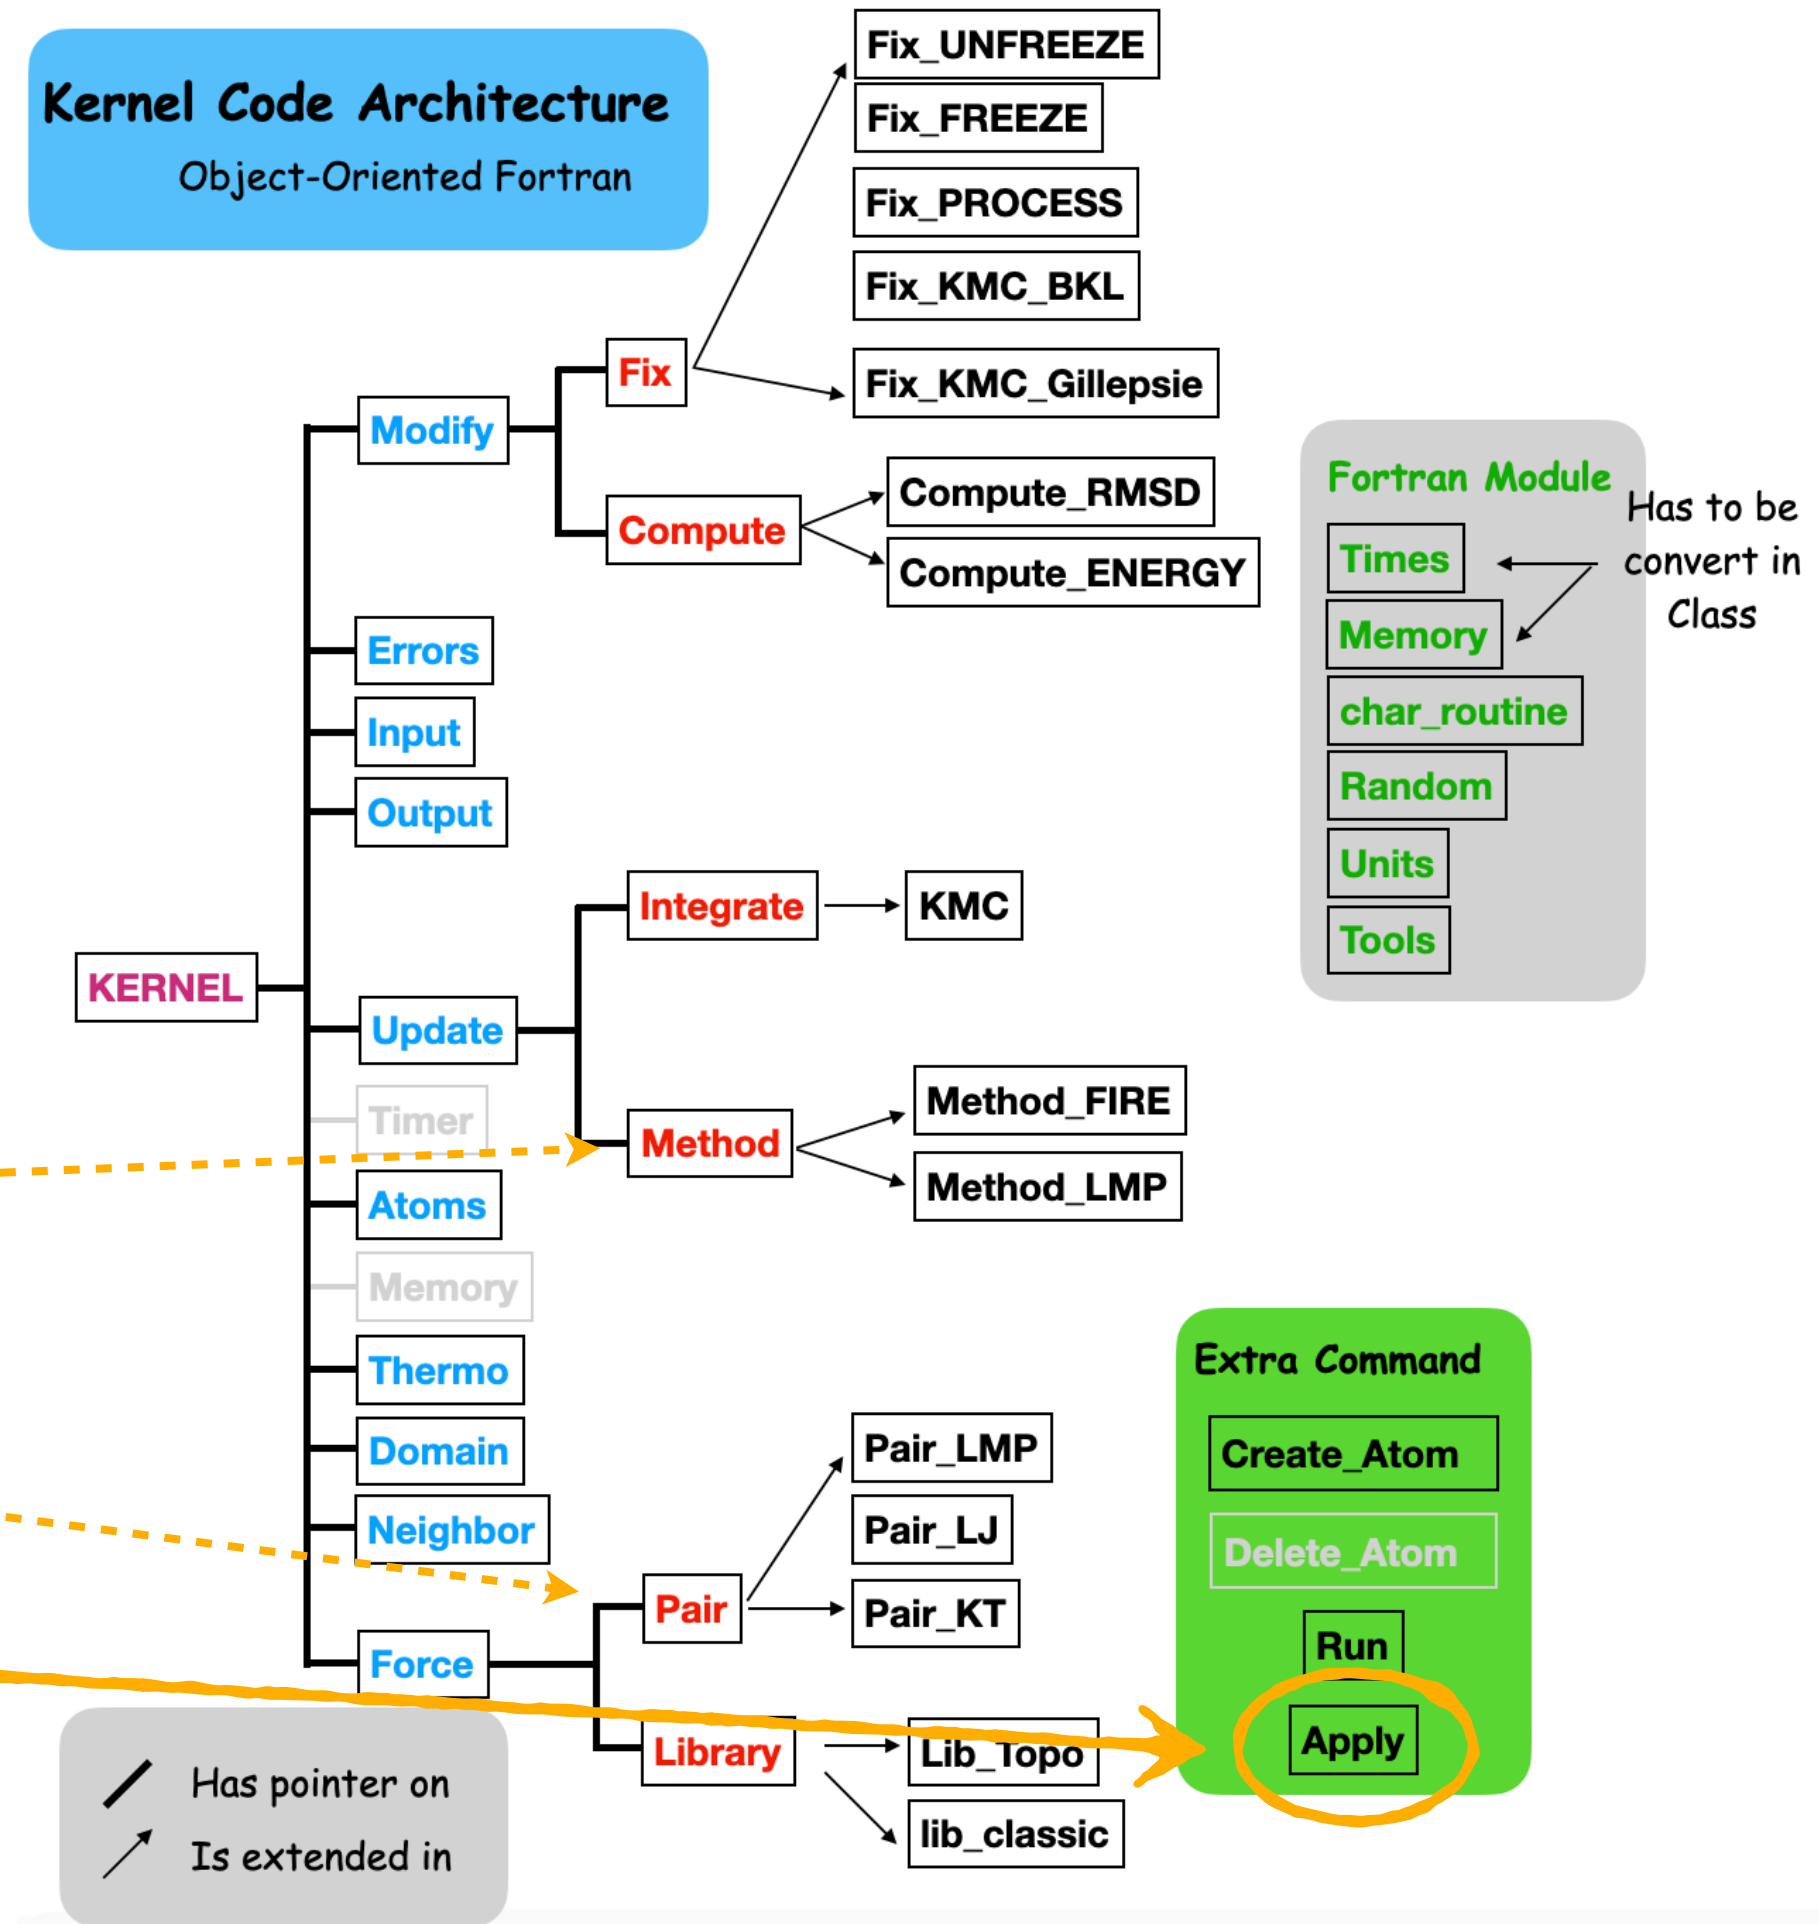 Kernel Code Architecture
Object-Oriented Fortran
Fix_UNFREEZE
Fix_FREEZE
Fix_PROCESS
Fix_KMC_BKL
Fix_KMC_Gillepsie
Fix
Modify
Compute
Compute_RMSD
Compute_ENERGY
Fortran Module
Times
Memory
char_routine
Random
Units
Tools
Has to be
convert in
Class
Errors
Input
Output
Integrate
KMC
KERNEL
Update
Timer
Method
Method_FIRE
Method_LMP
Atoms
Memory
Thermo
Domain
Neighbor
Pair
Pair_LMP
Pair_LJ
Pair_KT
Force
Library
Lib_Topo
lib_classic
Extra Command
Create_Atom
Delete_Atom
Run
Apply
Has pointer on
Is extended in